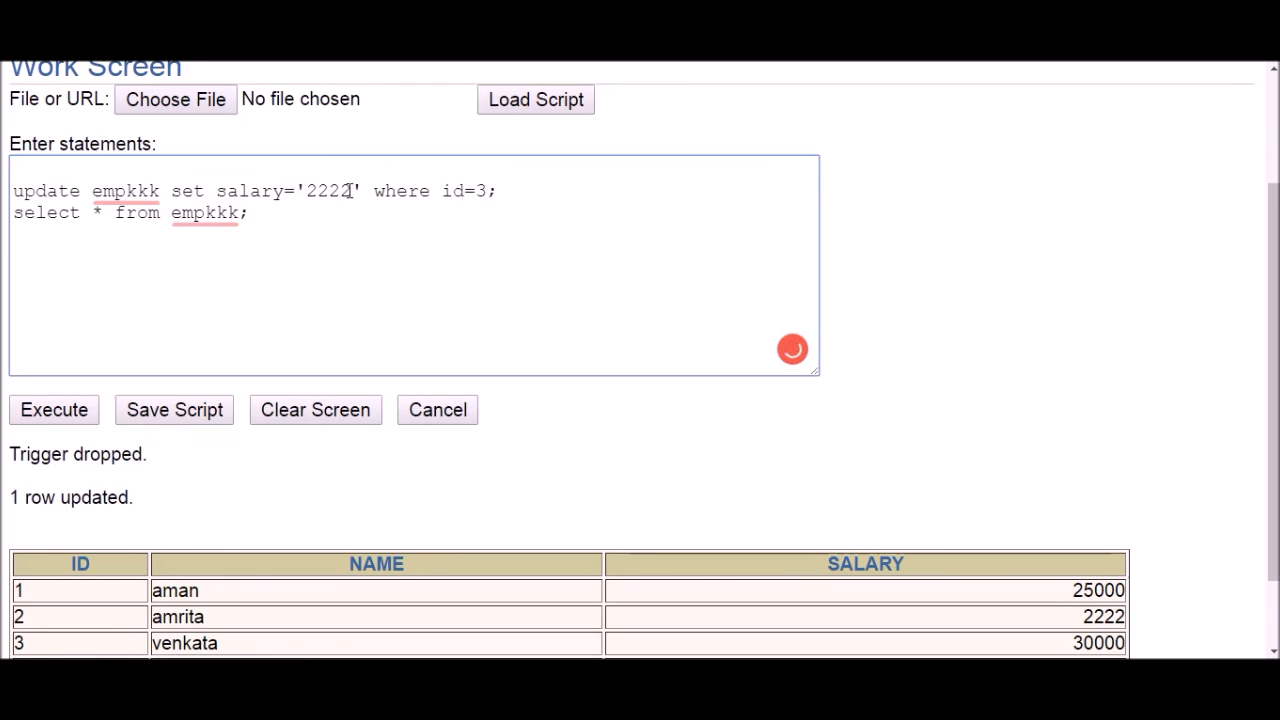 Work Screen
File or URL: Choose File No file chosen Load Script
Enter statements:
update empkkk set salary='2222' where id=3;
select * from empkkk;
Execute Save Script Clear Screen Cancel
Trigger dropped.
1 row updated.
ID NAME SALARY
1 aman 25000
2 amrita 2222
3 venkata 30000